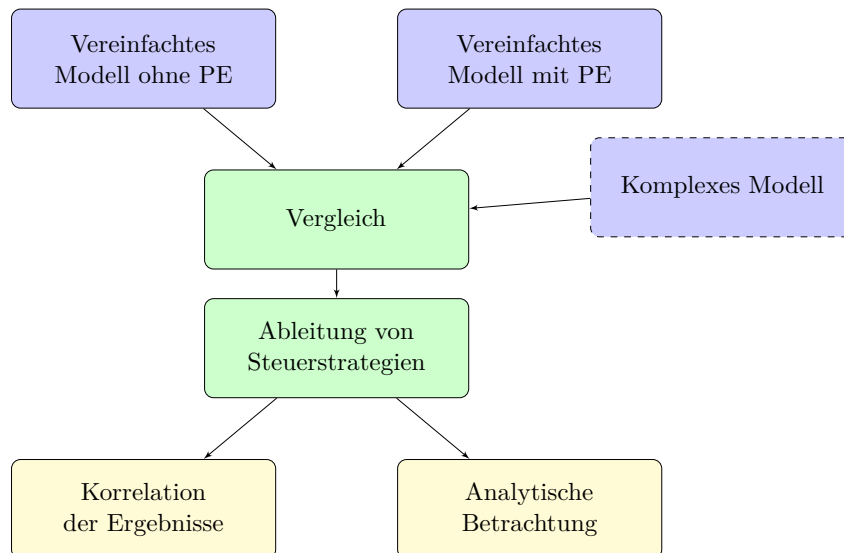 Vereinfachtes
Modell ohne PE
Vereinfachtes
Modell mit PE
Komplexes Modell
Vergleich
Ableitung von
Steuerstrategien
Korrelation
der Ergebnisse
Analytische
Betrachtung